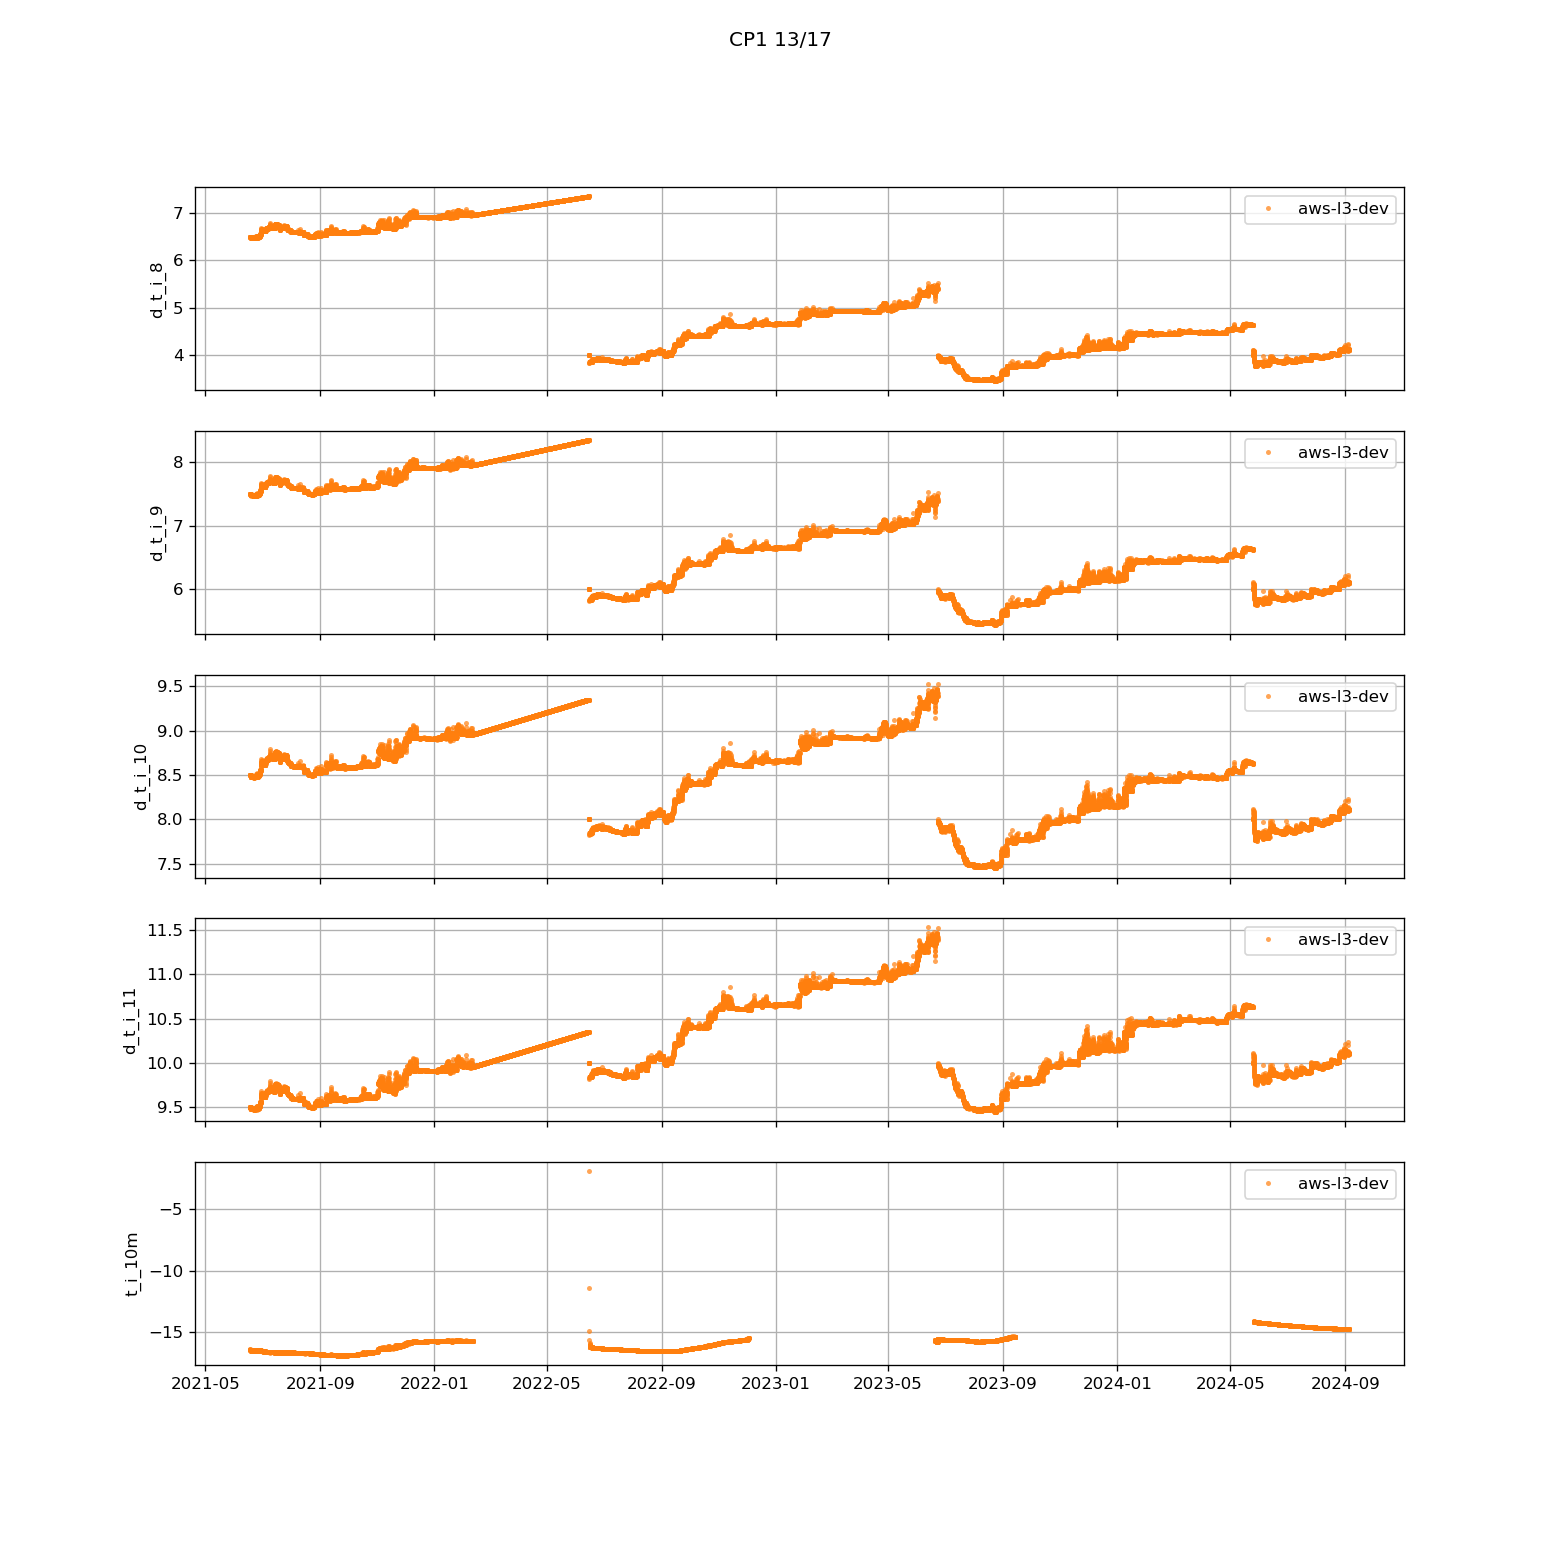 CP1 13/17
7
6
5
4
d_t_i_8
aws-l3-dev
8
7
6
d_t_i_9
aws-l3-dev
9.5
9.0
8.5
8.0
7.5
d_t_i_10
aws-l3-dev
11.5
11.0
10.5
10.0
9.5
d_t_i_11
aws-l3-dev
−5
−10
−15
t_i_10m
aws-l3-dev
2021-05 2021-09 2022-01 2022-05 2022-09 2023-01 2023-05 2023-09 2024-01 2024-05 2024-09